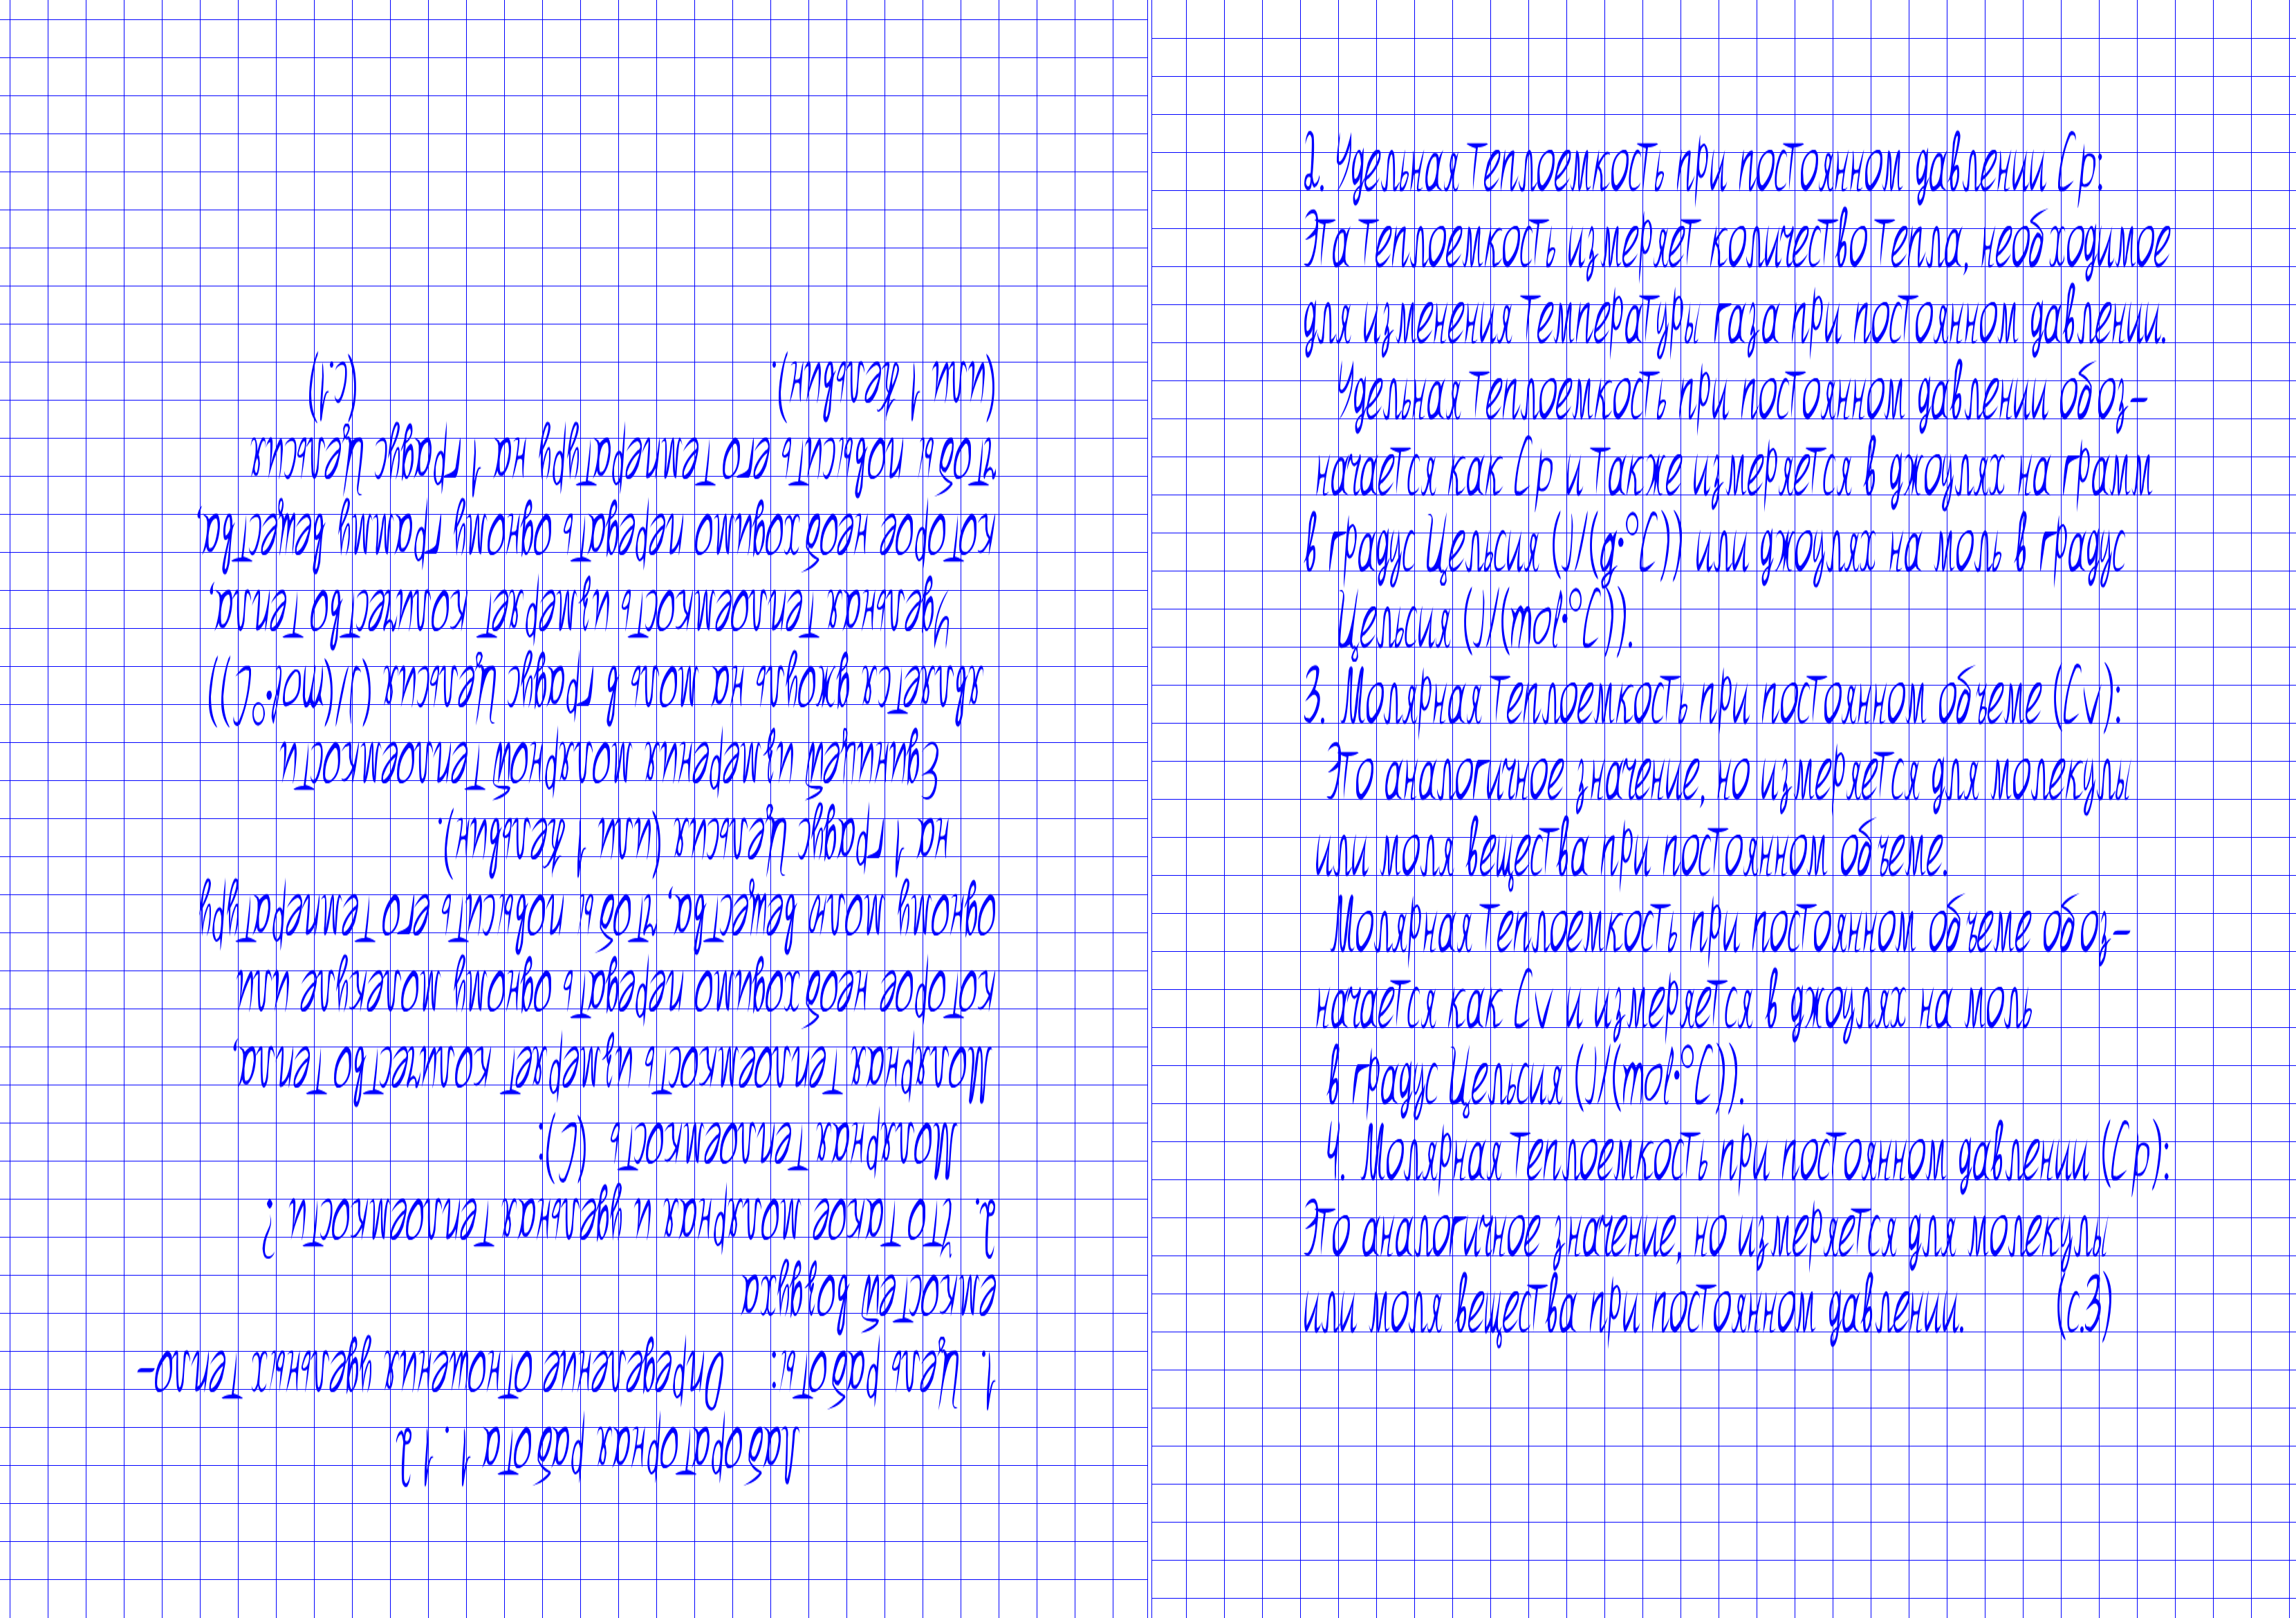 Лабораторная работа 1.12
1. Цель работы: Определение отношения удельных тепло-
емкостей воздуха
2. Что такое молярная и удельная теплоемкости?
Молярная теплоемкость (C):
Молярная теплоемкость измеряет количество тепла,
которое необходимо передать одному молекуле или
одному моли вещества, чтобы повысить его температуру
на 1 градус Цельсия (или 1 Кельвин).
Единицей измерения молярной теплоемкости
является джоуль на моль в градус Цельсия (J/(mol·°C))
Удельная теплоемкость измеряет количество тепла,
которое необходимо передать одному грамму вещества,
чтобы повысить его температуру на 1 градус Цельсия
(или 1 Кельвин). (с.1)
2. Удельная теплоемкость при постоянном давлении Cp:
Эта теплоемкость измеряет количество тепла, необходимое
для изменения температуры газа при постоянном давлении.
Удельная теплоемкость при постоянном давлении обоз-
начается как Cp и также измеряется в джоулях на грамм
в градус Цельсия (J/(g·°C)) или джоулях на моль в градус
Цельсия (J/(mol·°C)).
3. Молярная теплоемкость при постоянном объеме (Cv):
Это аналогичное значение, но измеряется для молекулы
или моля вещества при постоянном объеме.
Молярная теплоемкость при постоянном объеме обоз-
начается как Cv и измеряется в джоулях на моль
в градус Цельсия (J/(mol·°C)).
4. Молярная теплоемкость при постоянном давлении (Cp):
Это аналогичное значение, но измеряется для молекулы
или моля вещества при постоянном давлении. (с.3)